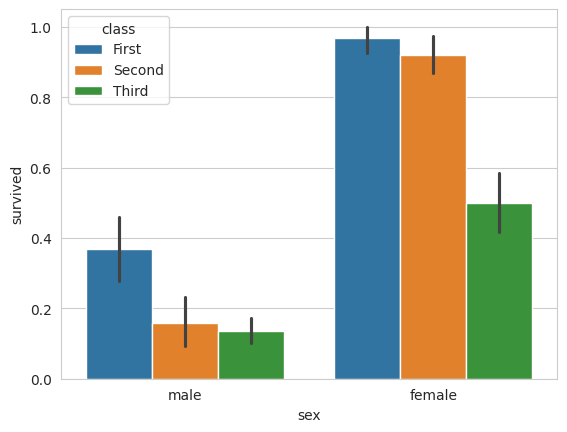 class
First
Second
Third
1.0
0.8
0.6
0.4
0.2
0.0
survived
male
female
sex